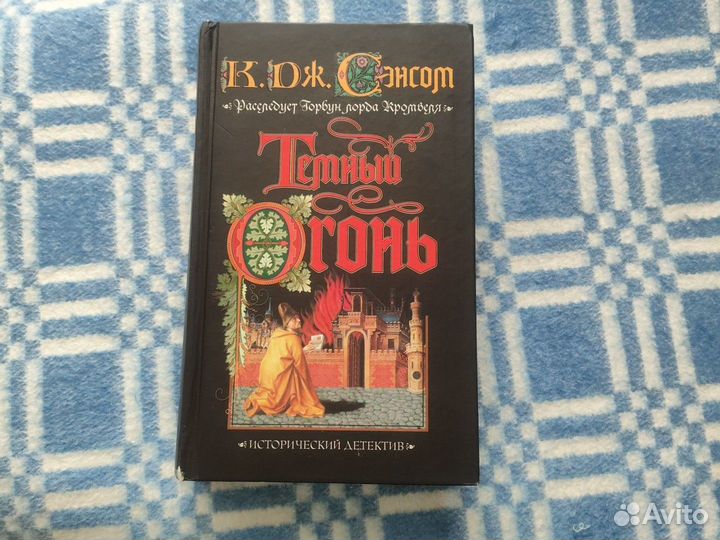 К. Дж. Сэнсом
Расследует Горбун лорда Кромвеля
Темный
Огонь
ИСТОРИЧЕСКИЙ ДЕТЕКТИВ
Avito